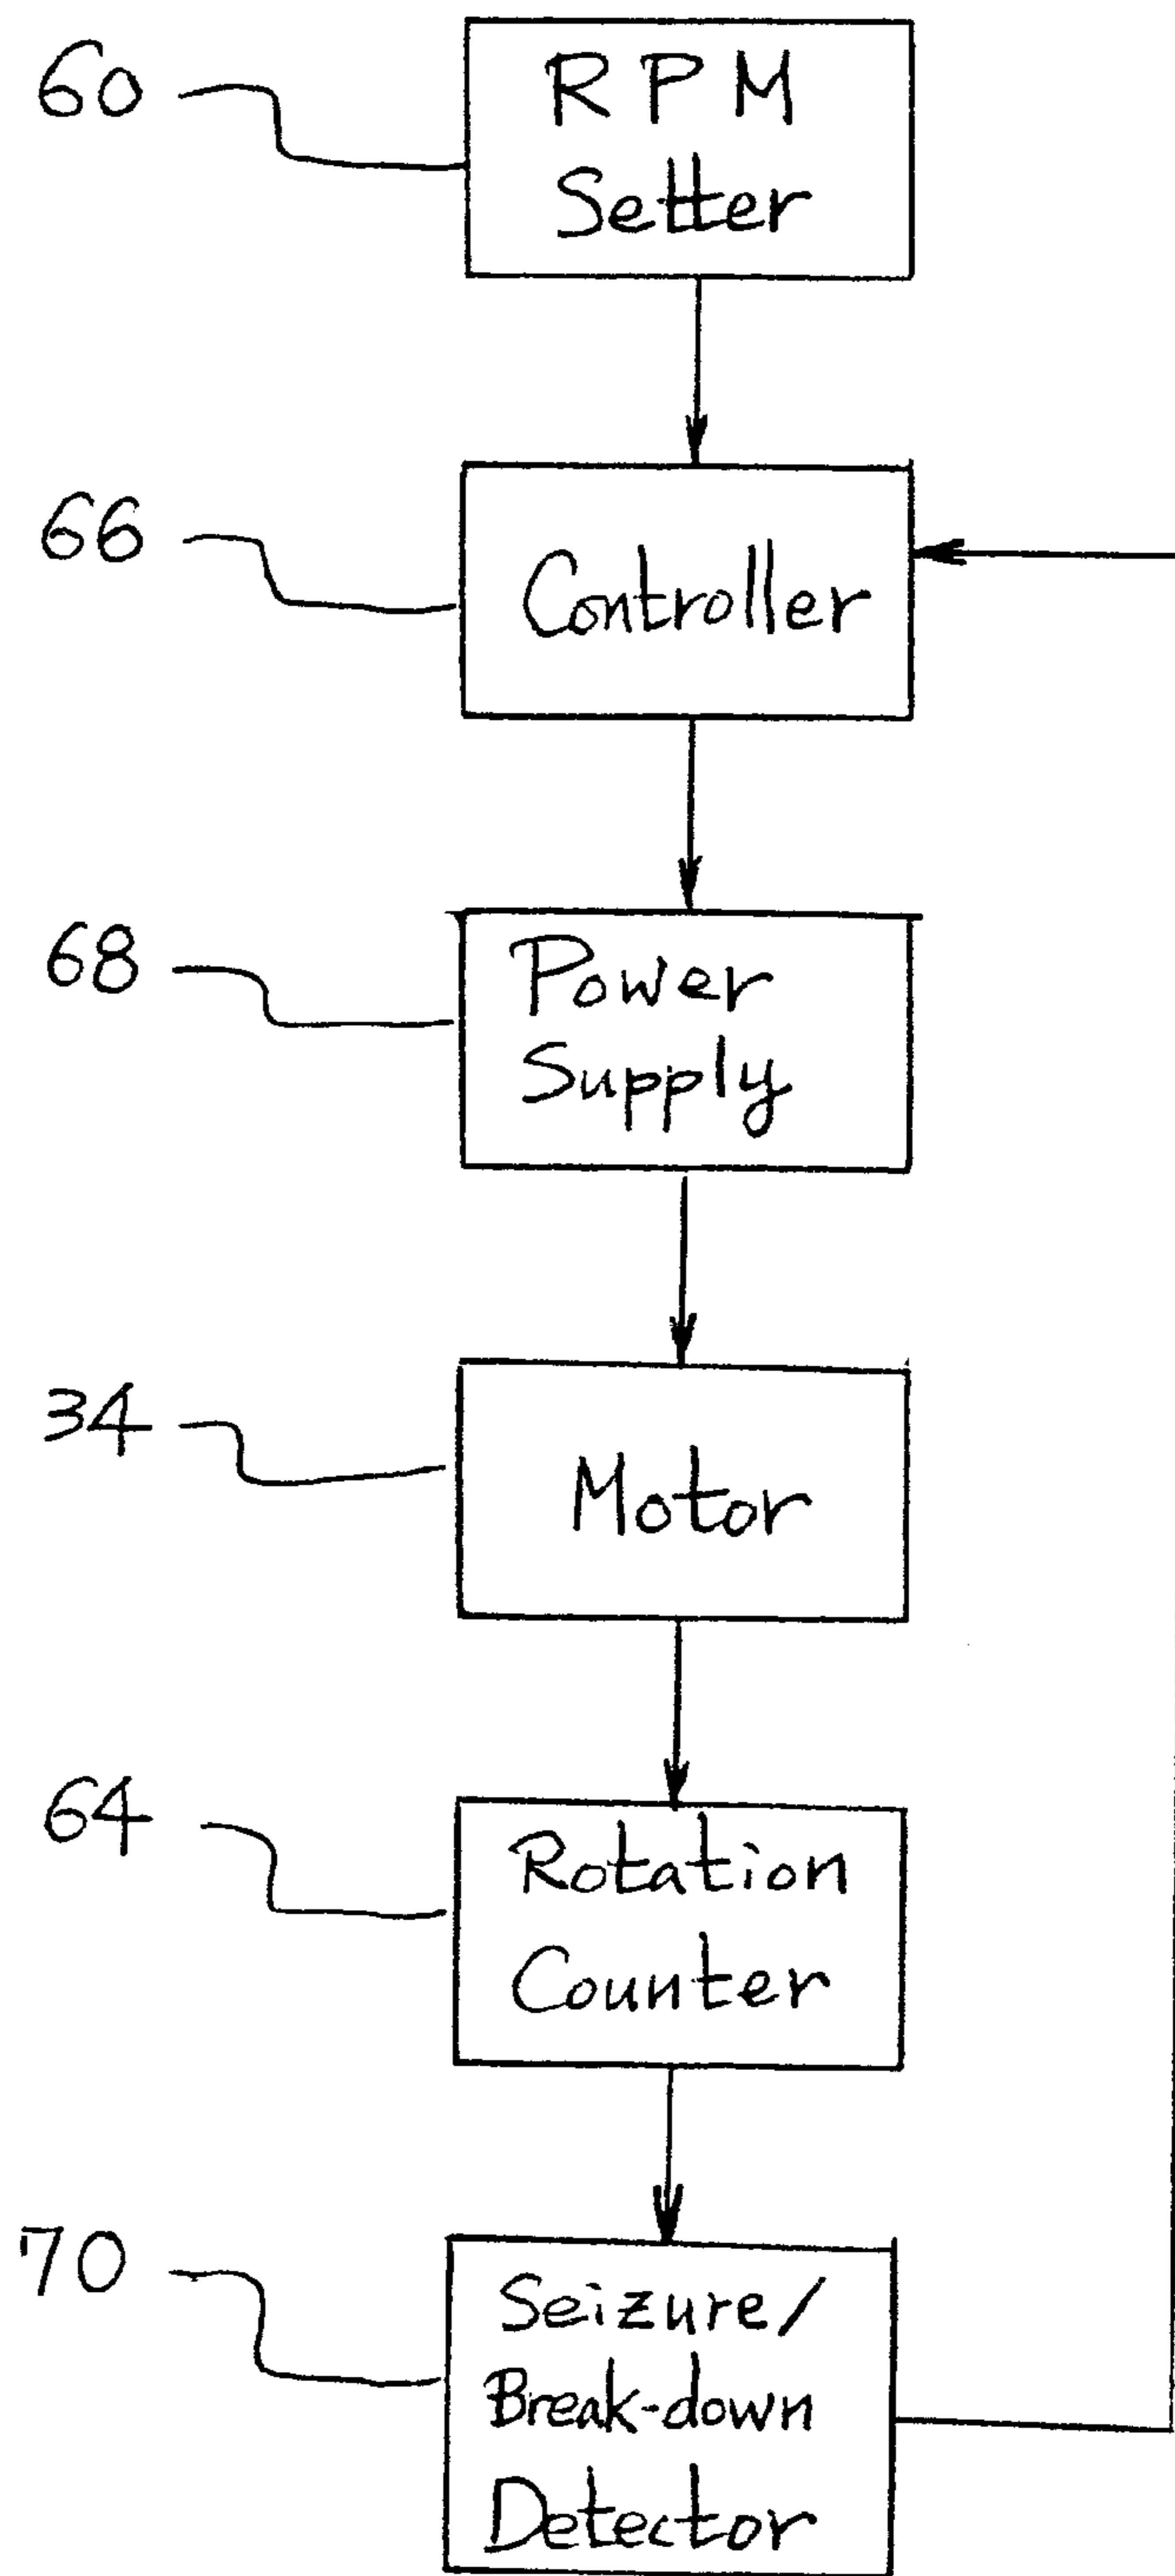 60
RPM
Setter
66
Controller
68
Power
Supply
34
Motor
64
Rotation
Counter
70
Seizure/
Break-down
Detector